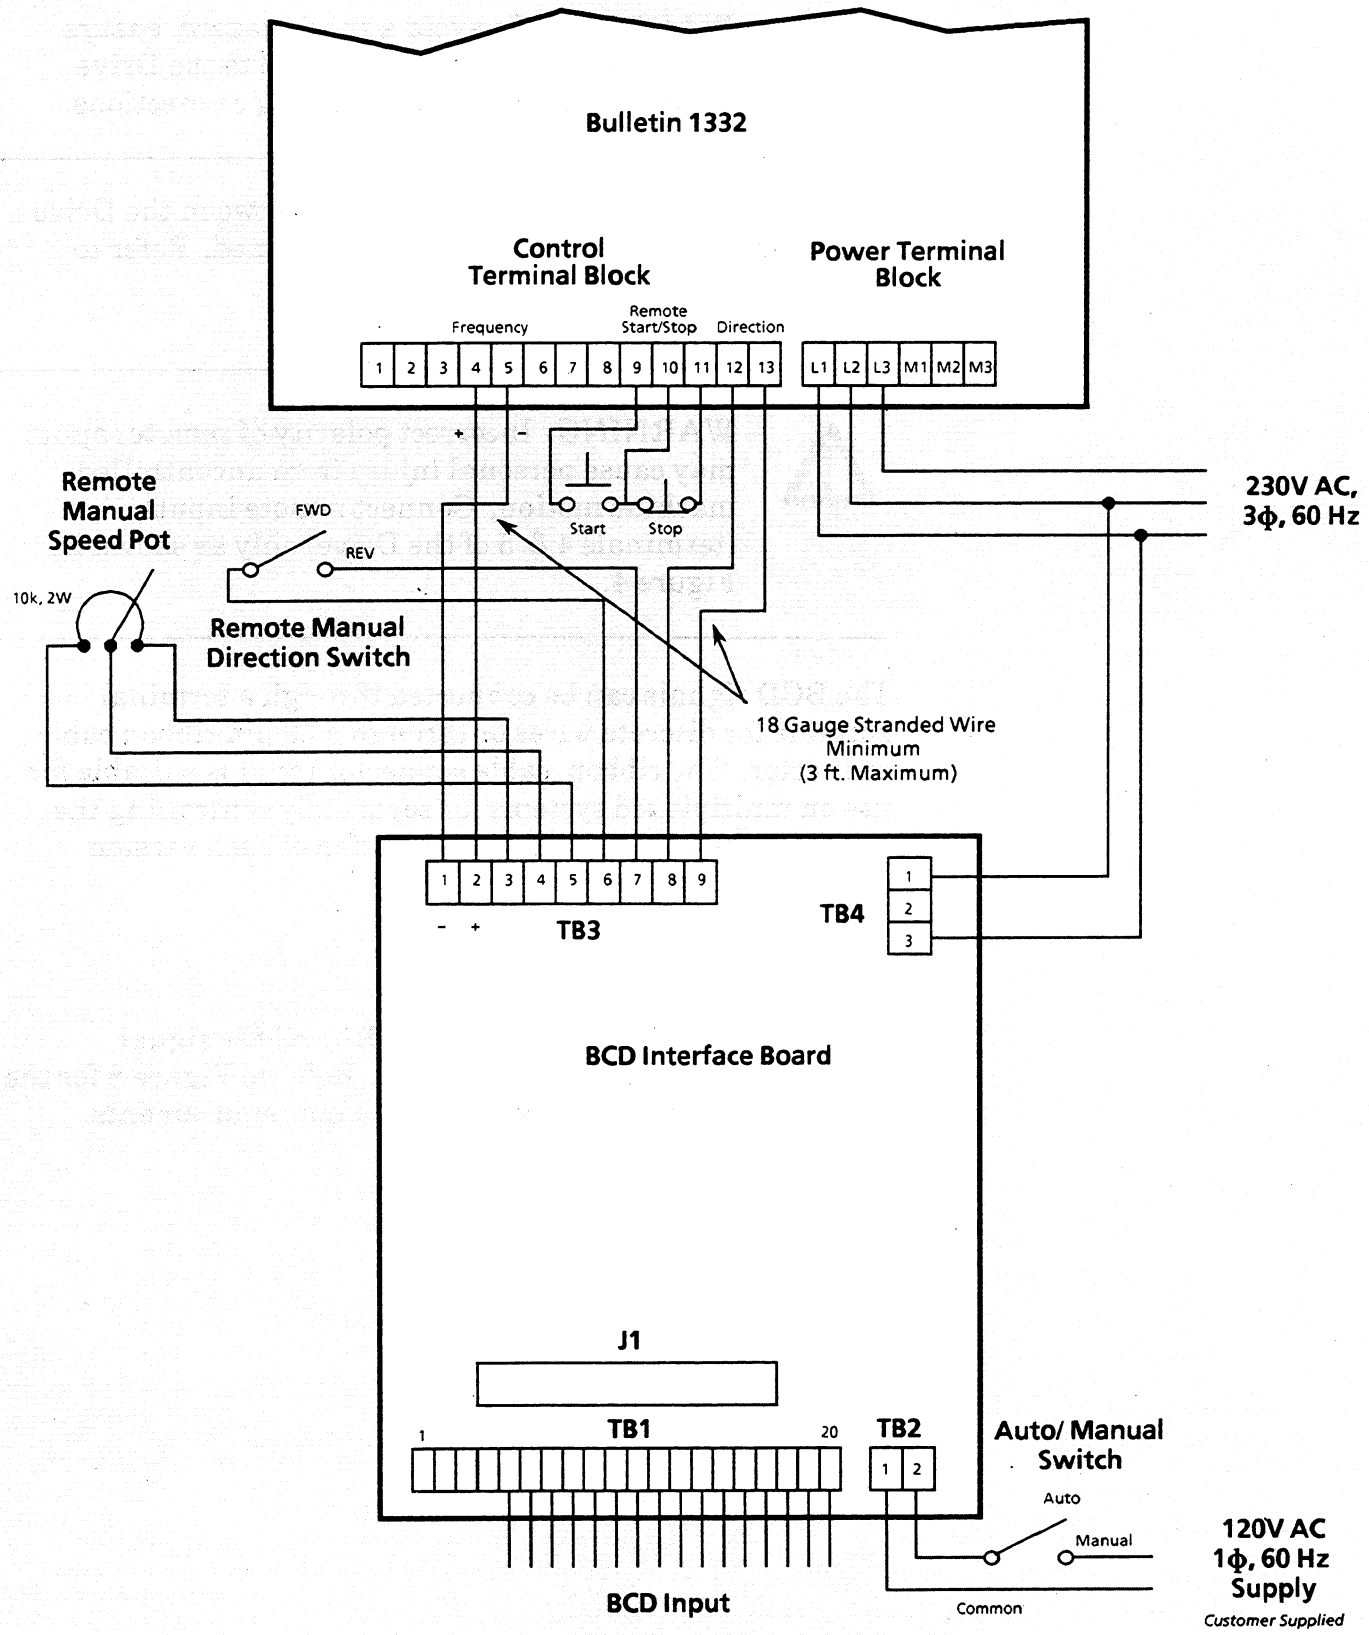 Bulletin 1332
Control
Terminal Block
Power Terminal
Block
Frequency
Remote
Start/Stop
Direction
1 2 3 4 5 6 7 8 9 10 11 12 13
L1 L2 L3 M1 M2 M3
+ -
Remote
Manual
Speed Pot
FWD
REV
Start
Stop
230V AC,
3ϕ, 60 Hz
10k, 2W
Remote Manual
Direction Switch
18 Gauge Stranded Wire
Minimum
(3 ft. Maximum)
1 2 3 4 5 6 7 8 9
- +
TB3
TB4
1
2
3
BCD Interface Board
J1
1
TB1
20
TB2
1 2
Auto/ Manual
Switch
Auto
Manual
Common
120V AC
1ϕ, 60 Hz
Supply
Customer Supplied
BCD Input